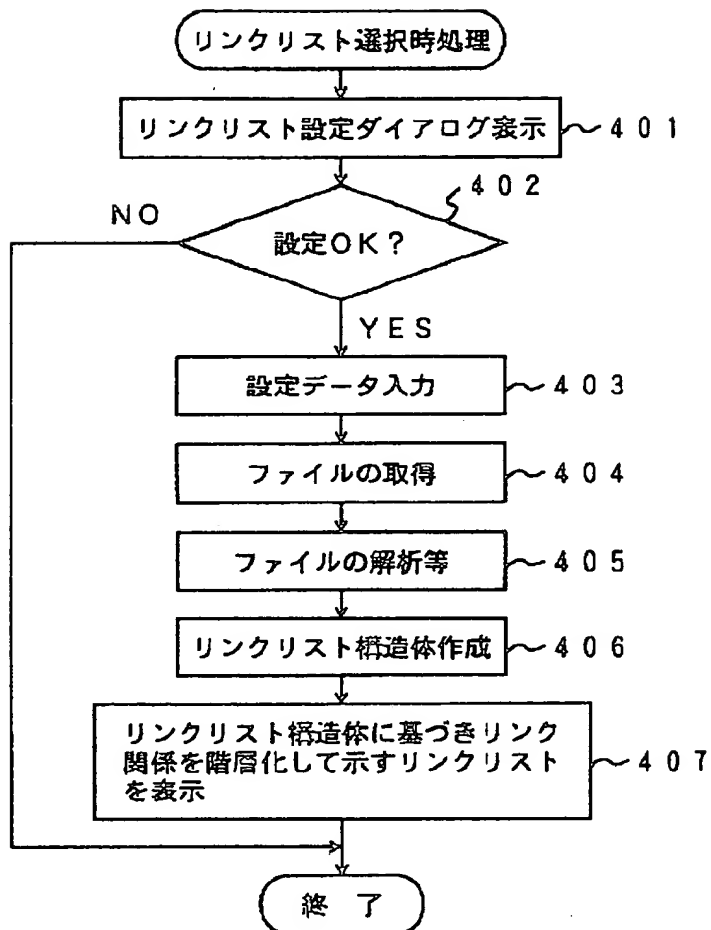 リンクリスト選択時処理
リンクリスト設定ダイアログ表示
401
402
NO
設定OK?
YES
設定データ入力
403
ファイルの取得
404
ファイルの解析等
405
リンクリスト構造体作成
406
リンクリスト構造体に基づきリンク
関係を階層化して示すリンクリスト
を表示
407
終 了